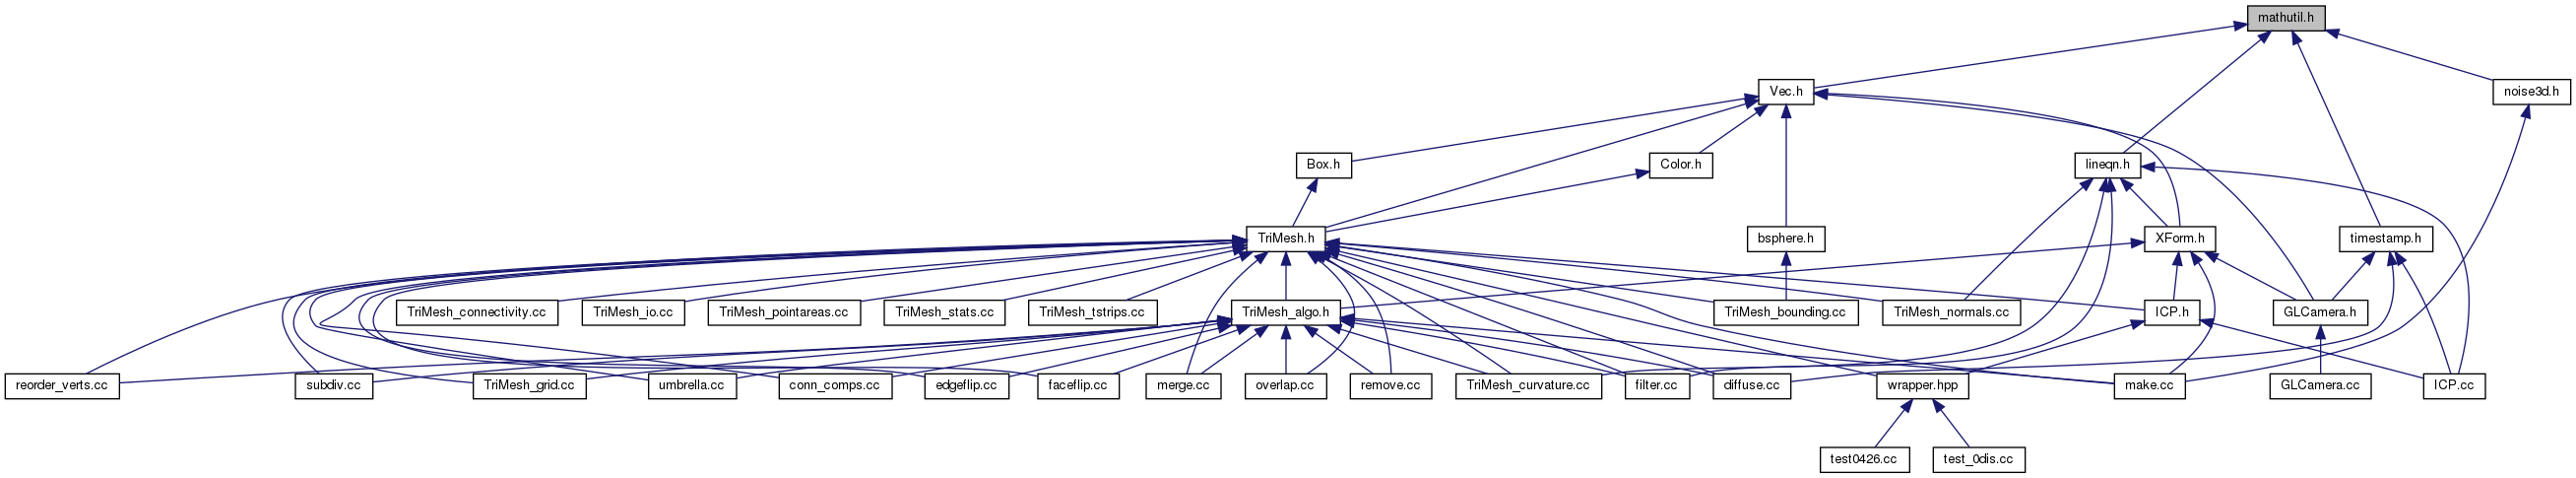 mathutil.h
Vec.h
noise3d.h
Box.h
Color.h
lineqn.h
TriMesh.h
bsphere.h
XForm.h
timestamp.h
TriMesh_connectivity.cc
TriMesh_io.cc
TriMesh_pointareas.cc
TriMesh_stats.cc
TriMesh_tstrips.cc
TriMesh_algo.h
TriMesh_bounding.cc
TriMesh_normals.cc
ICP.h
GLCamera.h
reorder_verts.cc
subdiv.cc
TriMesh_grid.cc
umbrella.cc
conn_comps.cc
edgeflip.cc
faceflip.cc
merge.cc
overlap.cc
remove.cc
TriMesh_curvature.cc
filter.cc
diffuse.cc
wrapper.hpp
make.cc
GLCamera.cc
ICP.cc
test0426.cc
test_0dis.cc